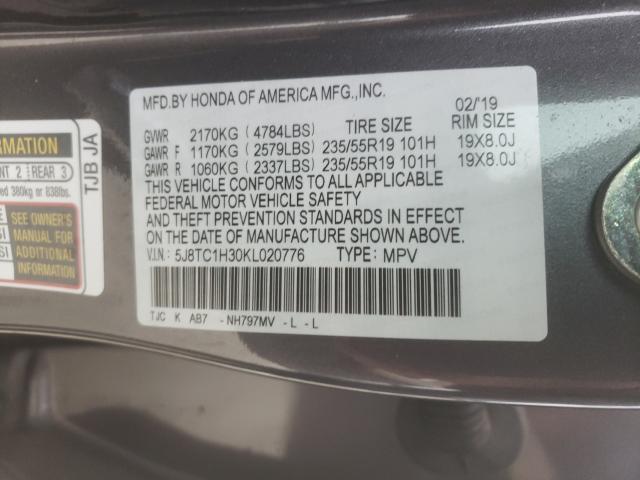 MFD.BY HONDA OF AMERICA MFG.,INC.
02/'19
GVWR 2170KG (4784LBS) TIRE SIZE RIM SIZE
GAWR F 1170KG (2579LBS) 235/55R19 101H 19X8.0J
GAWR R 1060KG (2337LBS) 235/55R19 101H 19X8.0J
THIS VEHICLE CONFORMS TO ALL APPLICABLE
FEDERAL MOTOR VEHICLE SAFETY
AND THEFT PREVENTION STANDARDS IN EFFECT
ON THE DATE OF MANUFACTURE SHOWN ABOVE.
V.I.N.: 5J8TC1H30KL020776 TYPE: MPV
TJC K AB7 -NH797MV -L -L
TJB JA
RMATION
2 REAR 3
380kg or 838lbs.
SEE OWNER'S
MANUAL FOR
ADDITIONAL
INFORMATION